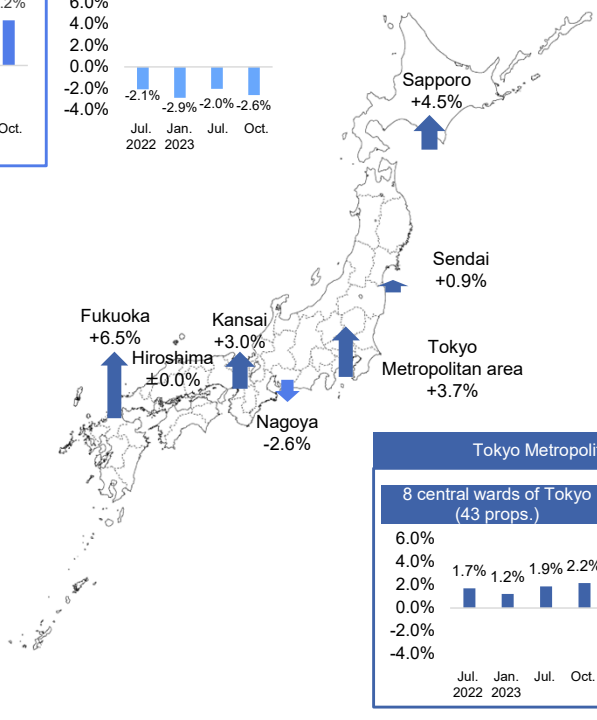 .2%
Oct.
6.0%
4.0%
2.0%
0.0%
-2.0%
-4.0%
-2.1%
-2.9%
-2.0%
-2.6%
Jul. Jan. Jul. Oct.
2022 2023
Sapporo
+4.5%
Sendai
+0.9%
Fukuoka
+6.5%
Kansai
+3.0%
Hiroshima
±0.0%
Tokyo
Metropolitan area
+3.7%
Nagoya
-2.6%
Tokyo Metropolit
8 central wards of Tokyo
(43 props.)
6.0%
4.0%
2.0%
0.0%
-2.0%
-4.0%
1.7% 1.2% 1.9% 2.2%
Jul. Jan. Jul. Oct.
2022 2023